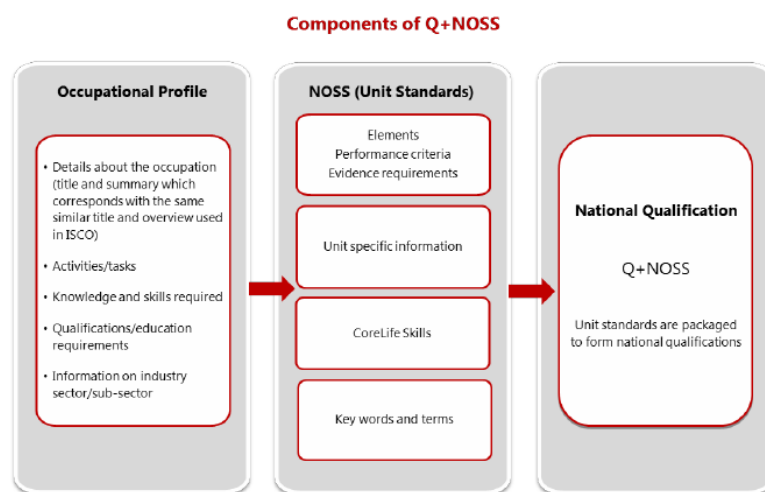 Components of Q+NOSS
Occupational Profile
• Details about the occupation
(title and summary which
corresponds with the same
similar title and overview used
in ISCO)
• Activities/tasks
• Knowledge and skills required
• Qualifications/education
requirements
• Information on industry
sector/sub-sector
NOSS (Unit Standards)
Elements
Performance criteria
Evidence requirements
Unit specific information
CoreLife Skills
Key words and terms
National Qualification
Q+NOSS
Unit standards are packaged
to form national qualifications